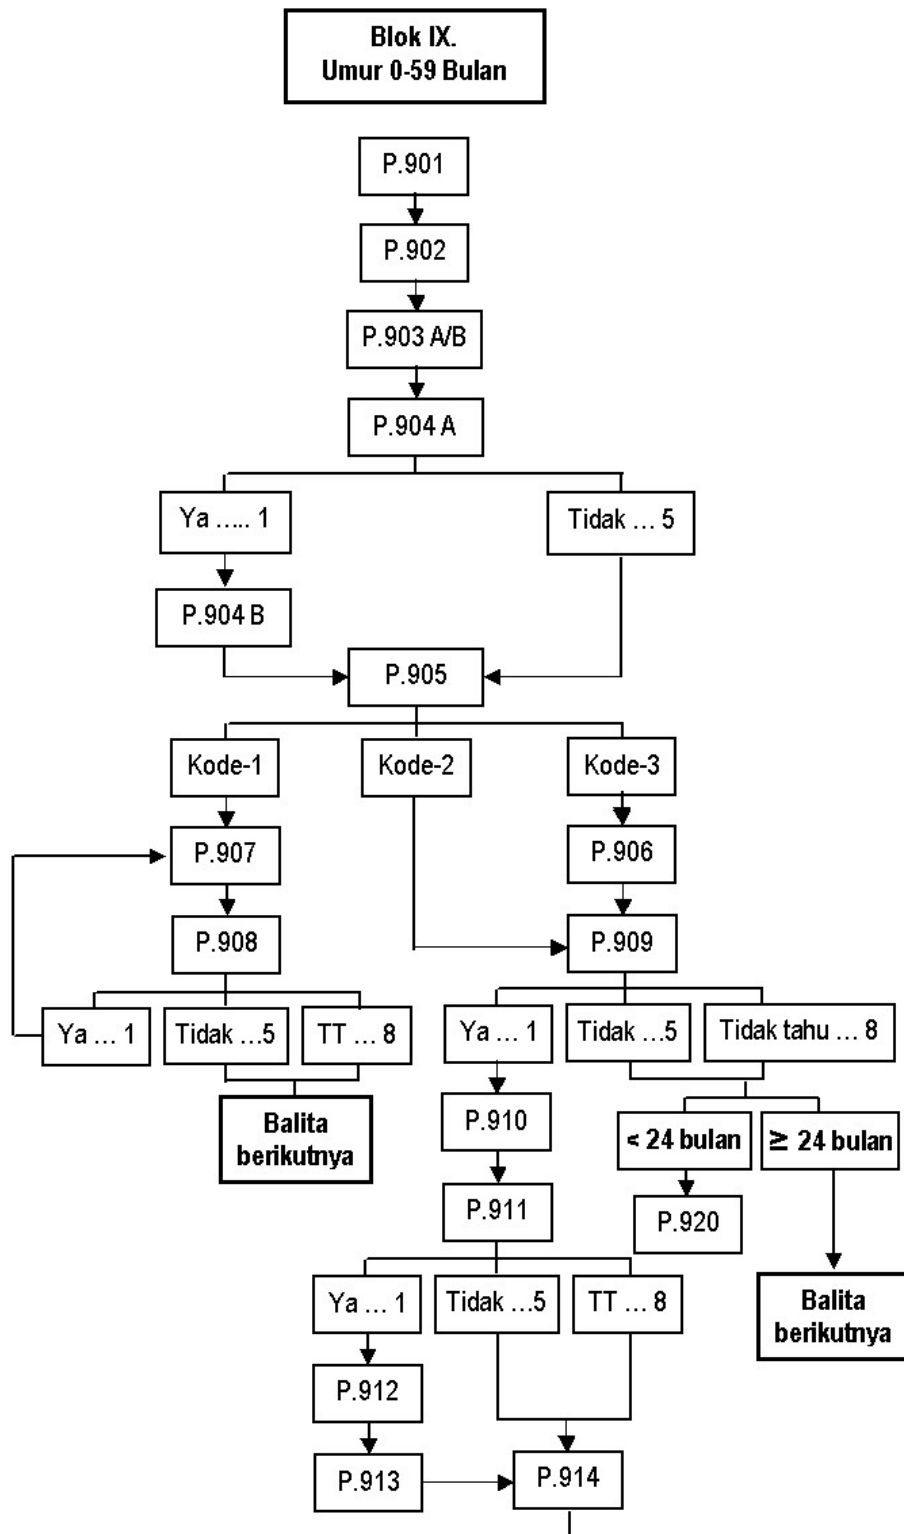 Blok IX.
Umur 0-59 Bulan
P.901
P.902
P.903 A/B
P.904 A
Ya ..... 1
Tidak ... 5
P.904 B
P.905
Kode-1
Kode-2
Kode-3
P.907
P.906
P.908
P.909
Ya ... 1
Tidak ...5
TT ... 8
Ya ... 1
Tidak ...5
Tidak tahu ... 8
Balita
berikutnya
P.910
< 24 bulan
≥ 24 bulan
P.911
P.920
Ya ... 1
Tidak ...5
TT ... 8
Balita
berikutnya
P.912
P.913
P.914